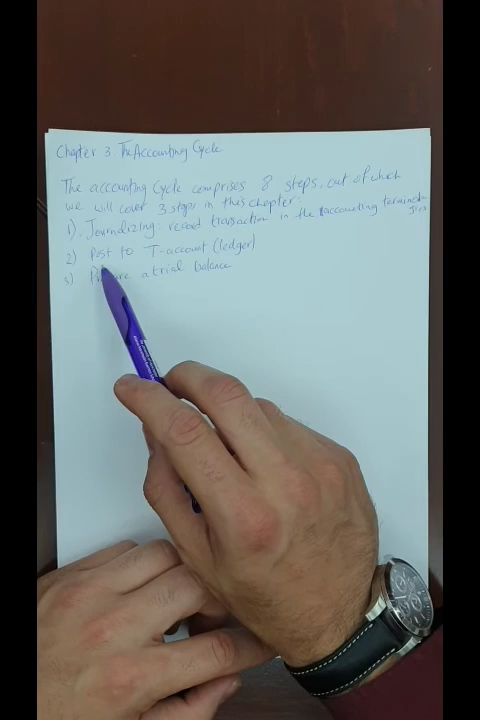 Chapter 3 The Accounting Cycle
The accounting cycle comprises 8 steps. out of which
we will cover 3 steps in this chapter:
1). Journalizing: record transaction in the accounting
2) Post to T-account (ledger)
3) a trial balance